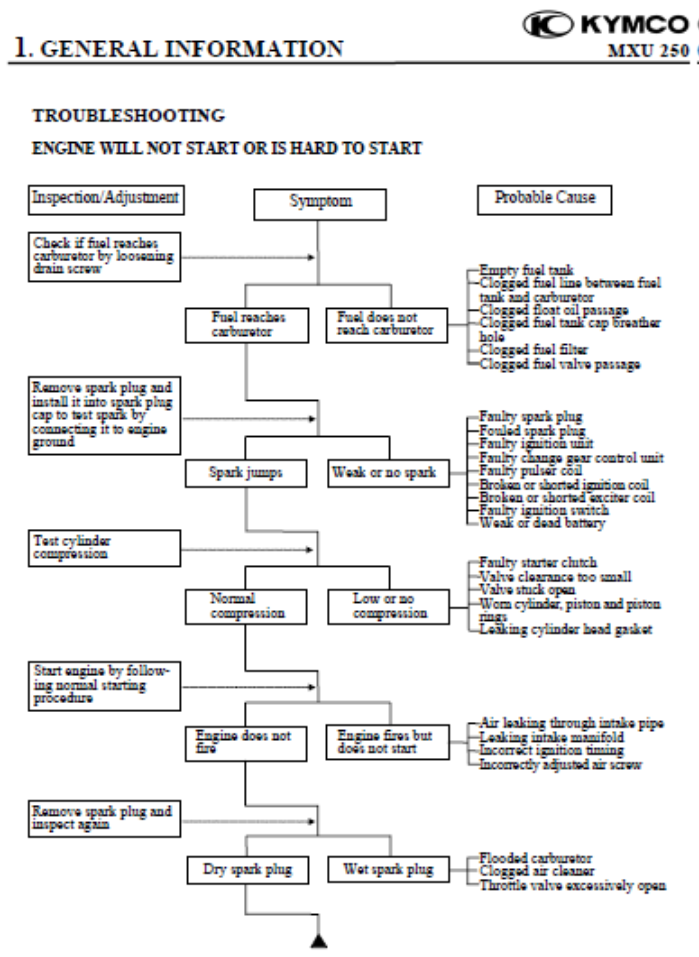 KYMCO
1. GENERAL INFORMATION
MXU 250
TROUBLESHOOTING
ENGINE WILL NOT START OR IS HARD TO START
Inspection/Adjustment
Symptom
Probable Cause
Check if fuel reaches
carburetor by loosening
drain screw
Fuel reaches
carburetor
Fuel does not
reach carburetor
Empty fuel tank
Clogged fuel line between fuel
tank and carburetor
Clogged float oil passage
Clogged fuel tank cap breather
hole
Clogged fuel filter
Clogged fuel valve passage
Remove spark plug and
install it into spark plug
cap to test spark by
connecting it to engine
ground
Spark jumps
Weak or no spark
Faulty spark plug
Fouled spark plug
Faulty ignition unit
Faulty change gear control unit
Faulty pulser coil
Broken or shorted ignition coil
Broken or shorted exciter coil
Faulty ignition switch
Weak or dead battery
Test cylinder
compression
Normal
compression
Low or no
compression
Faulty starter clutch
Valve clearance too small
Valve stuck open
Worn cylinder, piston and piston
rings
Leaking cylinder head gasket
Start engine by follow-
ing normal starting
procedure
Engine does not
fire
Engine fires but
does not start
Air leaking through intake pipe
Leaking intake manifold
Incorrect ignition timing
Incorrectly adjusted air screw
Remove spark plug and
inspect again
Dry spark plug
Wet spark plug
Flooded carburetor
Clogged air cleaner
Throttle valve excessively open